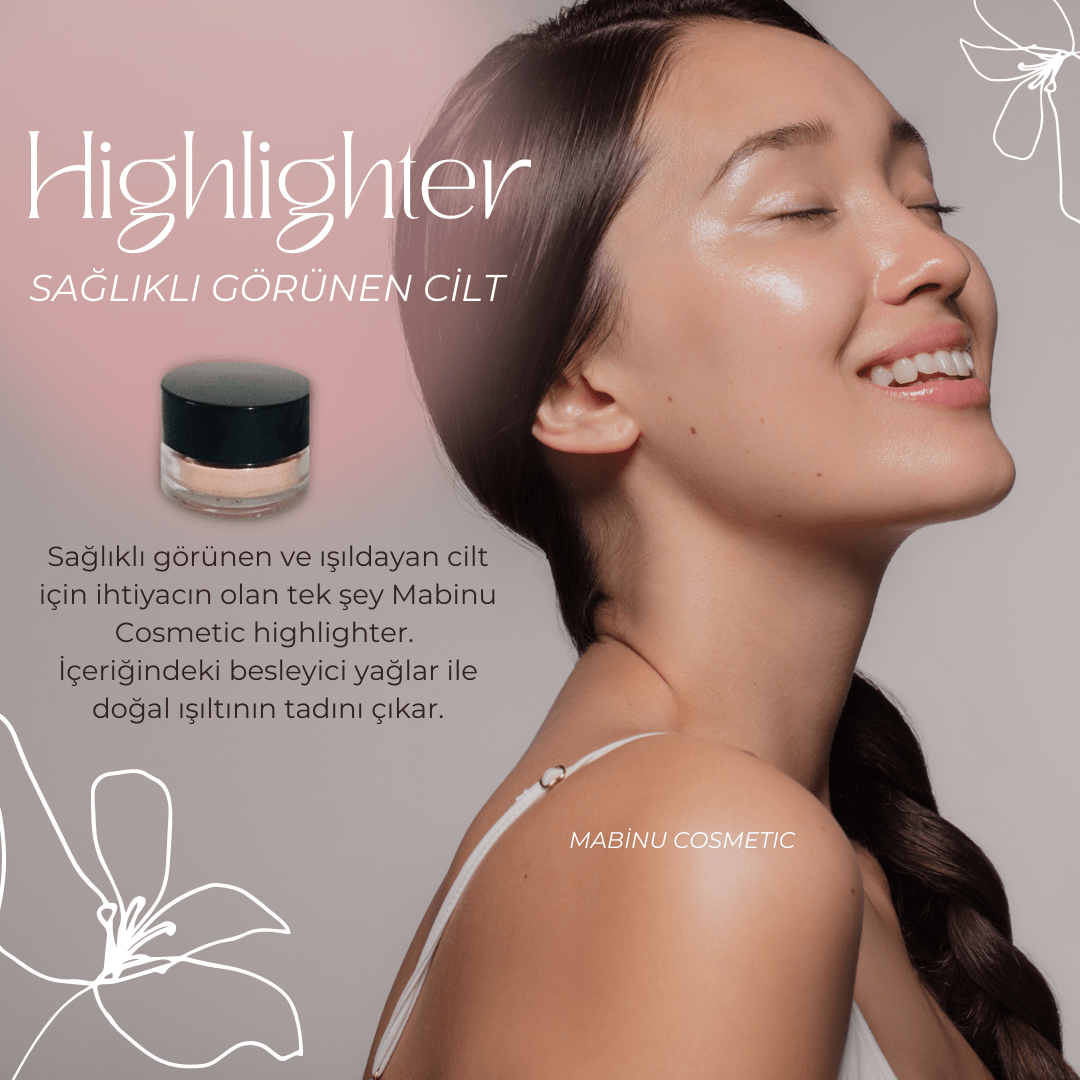 Highlighter
SAĞLIKLI GÖRÜNEN CİLT
Sağlıklı görünen ve ışıldayan cilt
için ihtiyacın olan tek şey Mabinu
Cosmetic highlighter.
İçeriğindeki besleyici yağlar ile
doğal ışıltının tadını çıkar.
MABİNU COSMETIC